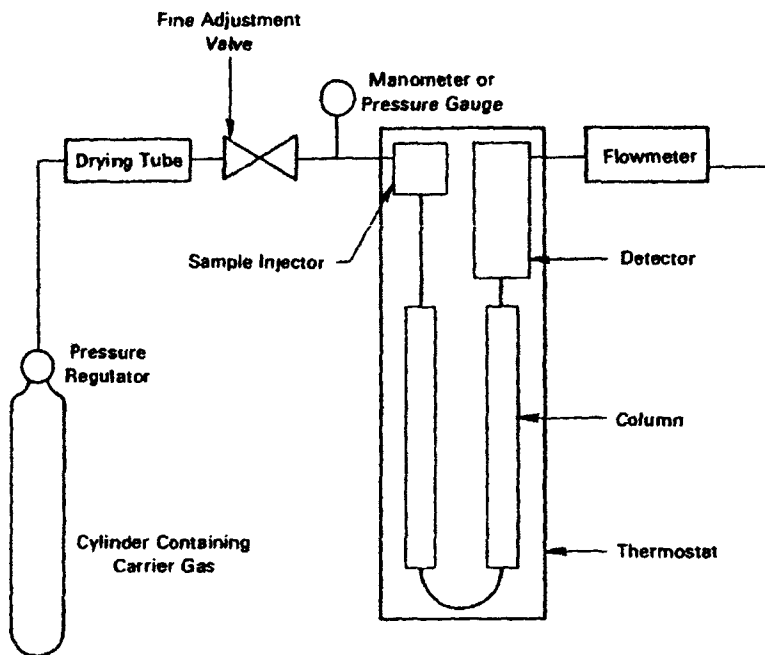 Fine Adjustment
Valve
Manometer or
Pressure Gauge
Drying Tube
Flowmeter
Sample Injector
Detector
Pressure
Regulator
Column
Cylinder Containing
Carrier Gas
Thermostat